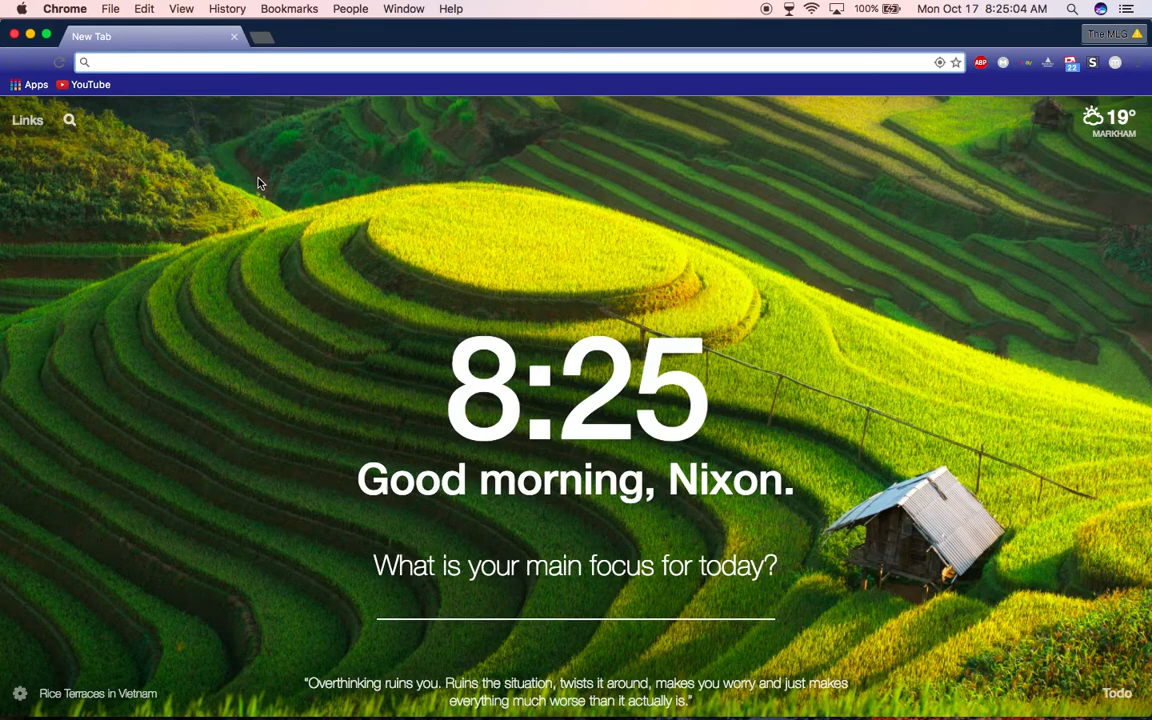 Chrome File Edit View History Bookmarks People Window Help 100% Mon Oct 17 8:25:04 AM
New Tab The MLG
ABP 22 S
Apps YouTube
Links 19°
MARKHAM
8:25
Good morning, Nixon.
What is your main focus for today?
“Overthinking ruins you. Ruins the situation, twists it around, makes you worry and just makes
everything much worse than it actually is.”
Rice Terraces in Vietnam Todo